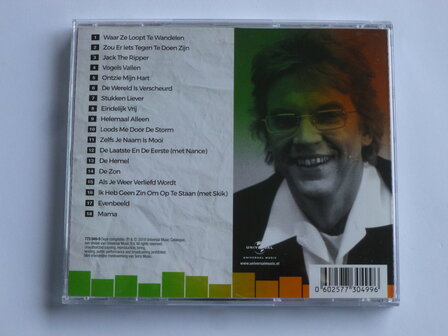 1 Waar Ze Loopt Te Wandelen
2 Zou Er Iets Tegen Te Doen Zijn
3 Jack The Ripper
4 Vogels Vallen
5 Ontzie Mijn Hart
6 De Wereld Is Verscheurd
7 Stukken Liever
8 Eindelijk Vrij
9 Helemaal Alleen
10 Loods Me Door De Storm
11 Zelfs Je Naam Is Mooi
12 De Laatste En De Eerste (met Nance)
13 De Hemel
14 De Zon
15 Als Je Weer Verliefd Wordt
16 Ik Heb Geen Zin Om Op Te Staan (met Skik)
17 Evenbeeld
18 Mama
UNIVERSAL
UNIVERSAL MUSIC
www.universalmusic.nl
0 602577 304996